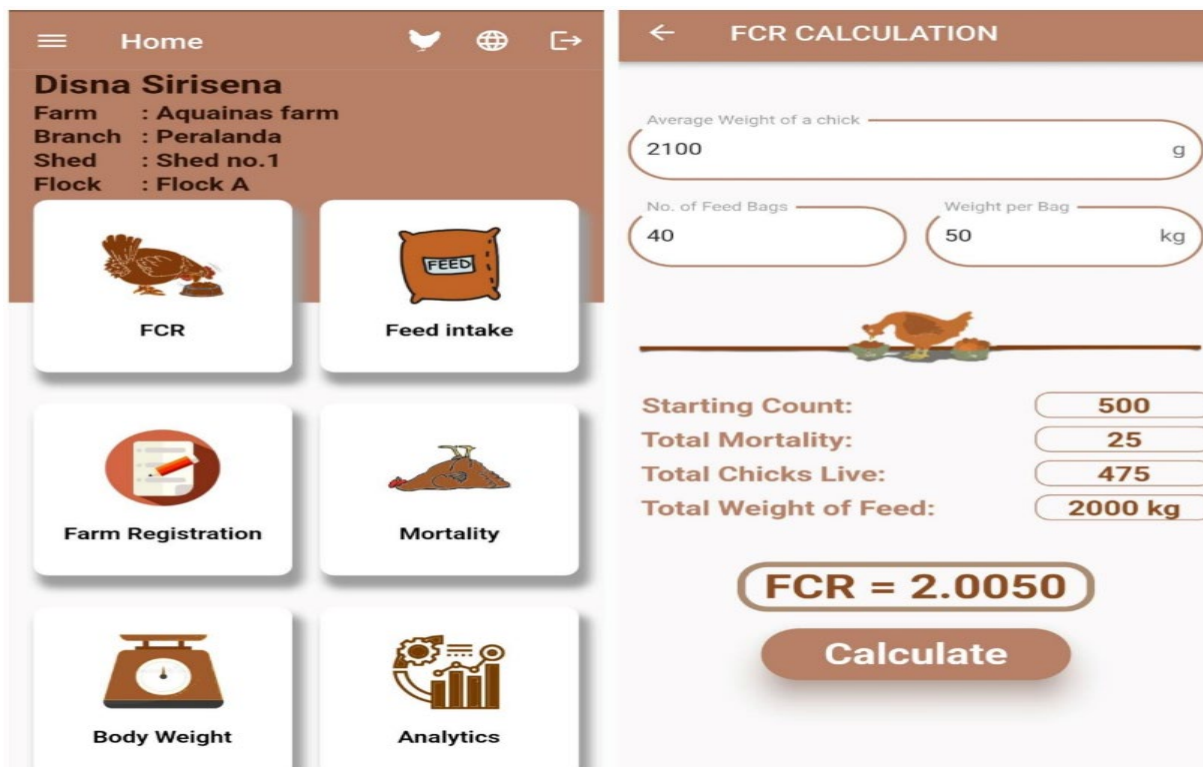 Home
Disna Sirisena
Farm : Aquainas farm
Branch : Peralanda
Shed : Shed no.1
Flock : Flock A
FCR
FEED
Feed intake
Farm Registration
Mortality
Body Weight
Analytics
FCR CALCULATION
Average Weight of a chick
2100 g
No. of Feed Bags
40
Weight per Bag
50 kg
Starting Count: 500
Total Mortality: 25
Total Chicks Live: 475
Total Weight of Feed: 2000 kg
FCR = 2.0050
Calculate